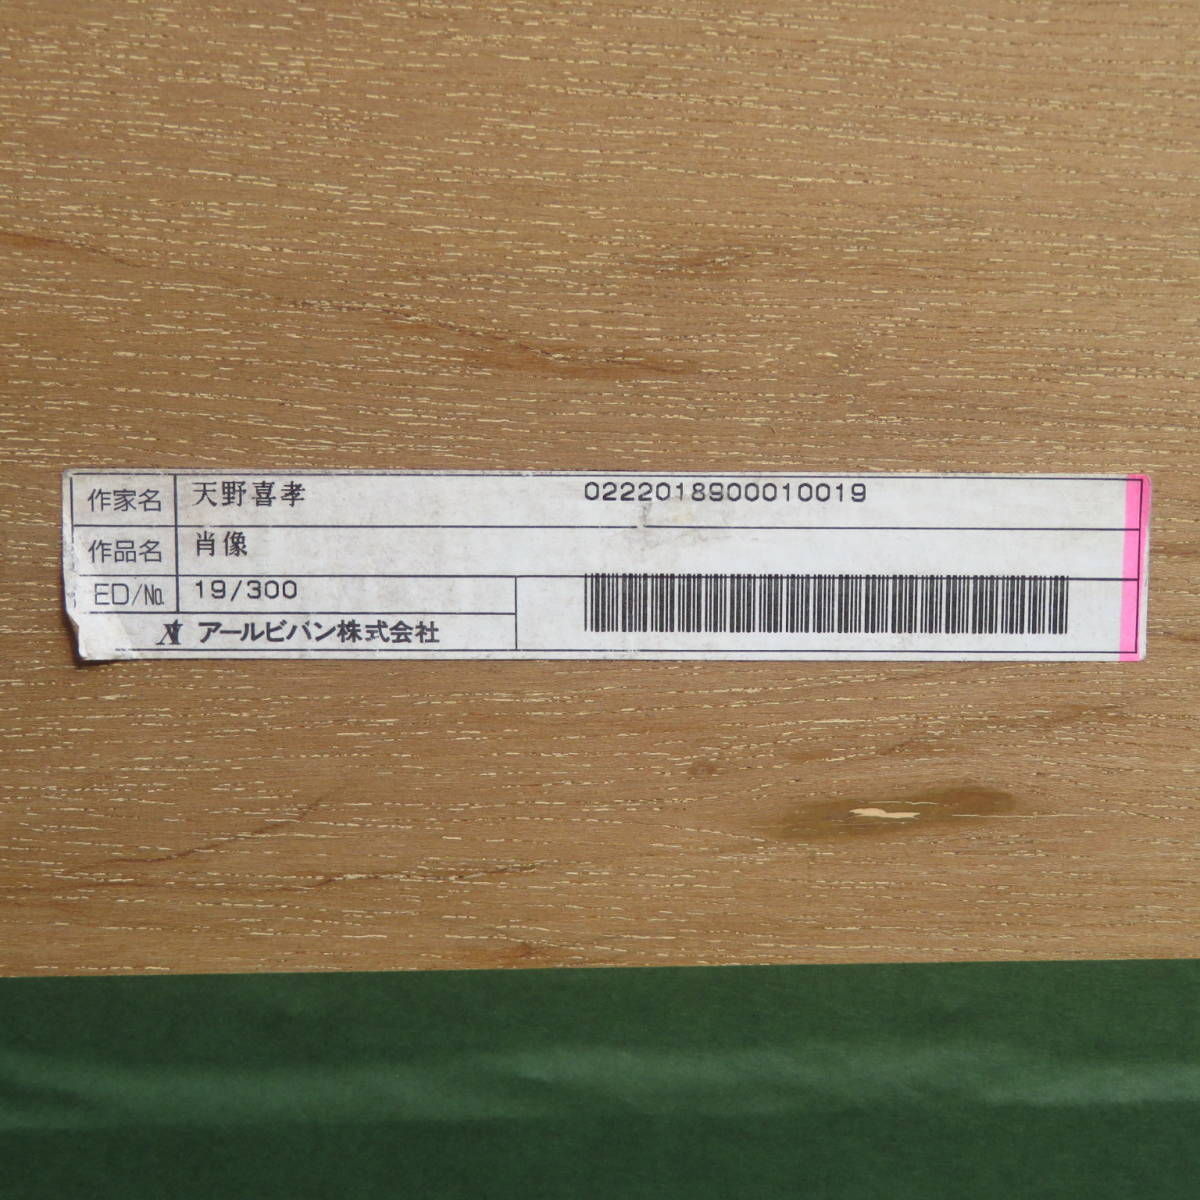 作家名 天野喜孝 0222018900010019
作品名 肖像
ED/No. 19/300
アールビバン株式会社